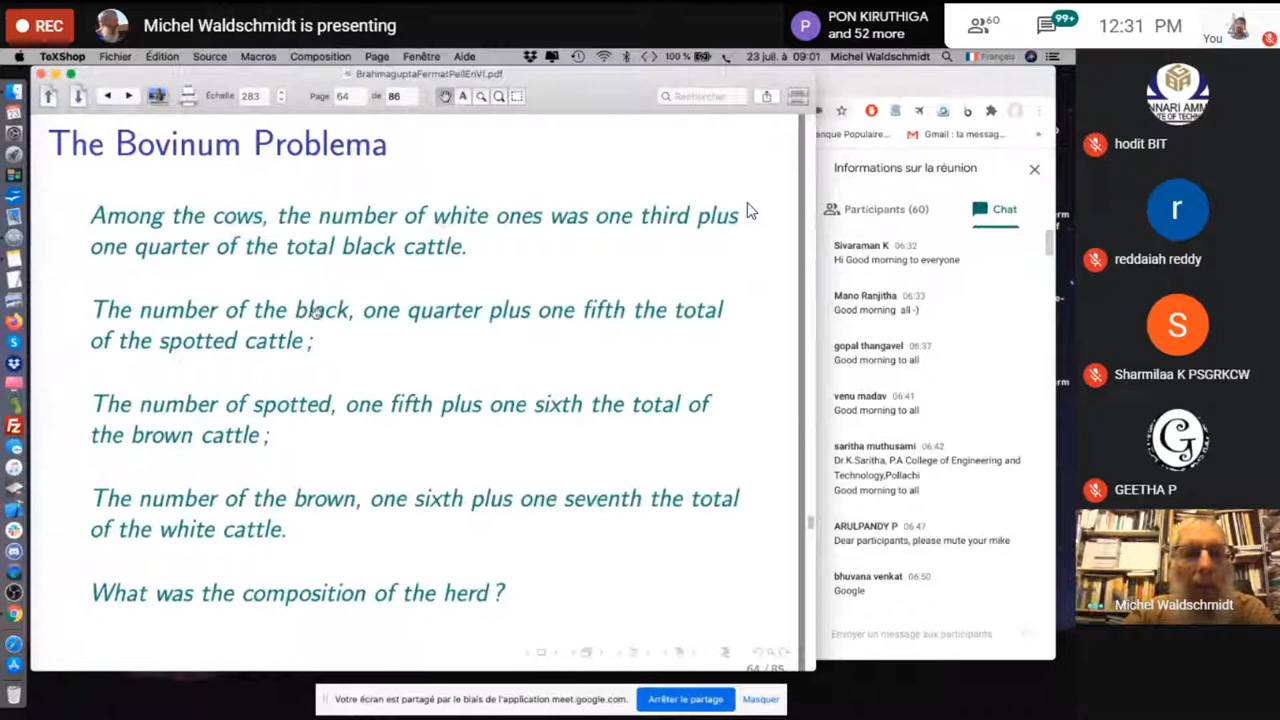 REC
Michel Waldschmidt is presenting
P
PON KIRUTHIGA
and 52 more
60
99+
12:31 PM
You
TeXShop Fichier Édition Source Macros Composition Page Fenêtre Aide
100 %
23 juil. à 09:01 Michel Waldschmidt
Français
BrahmaguptaFermatPellEnVI.pdf
Échelle 283
Page 64 de 86
Rechercher
The Bovinum Problema
Among the cows, the number of white ones was one third plus
one quarter of the total black cattle.
The number of the black, one quarter plus one fifth the total
of the spotted cattle ;
The number of spotted, one fifth plus one sixth the total of
the brown cattle ;
The number of the brown, one sixth plus one seventh the total
of the white cattle.
What was the composition of the herd ?
64 / 85
anque Populaire...
Gmail : la messag...
Informations sur la réunion
Participants (60)
Chat
Sivaraman K 06:32
Hi Good morning to everyone
Mano Ranjitha 06:33
Good morning all -)
gopal thangavel 06:37
Good morning to all
venu madav 06:41
Good morning to all
saritha muthusami 06:42
Dr K.Saritha, P.A College of Engineering and
Technology,Pollachi
Good morning to all
ARULPANDY P 06:47
Dear participants, please mute your mike
bhuvana venkat 06:50
Google
Envoyer un message aux participants
Votre écran est partagé par le biais de l'application meet.google.com.
Arrêter le partage
Masquer
NNARI AMM
TE OF TECHN
hodit BIT
r
reddaiah reddy
S
Sharmilaa K PSGRKCW
G
GEETHA P
Michel Waldschmidt